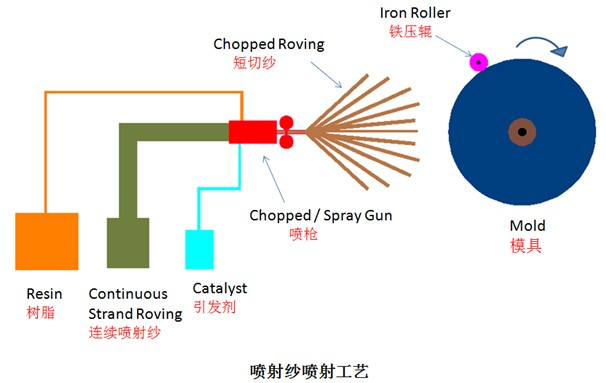 Iron Roller
铁压辊
Chopped Roving
短切纱
Chopped / Spray Gun
喷枪
Mold
模具
Resin
树脂
Continuous
Strand Roving
连续喷射纱
Catalyst
引发剂
喷射纱喷射工艺